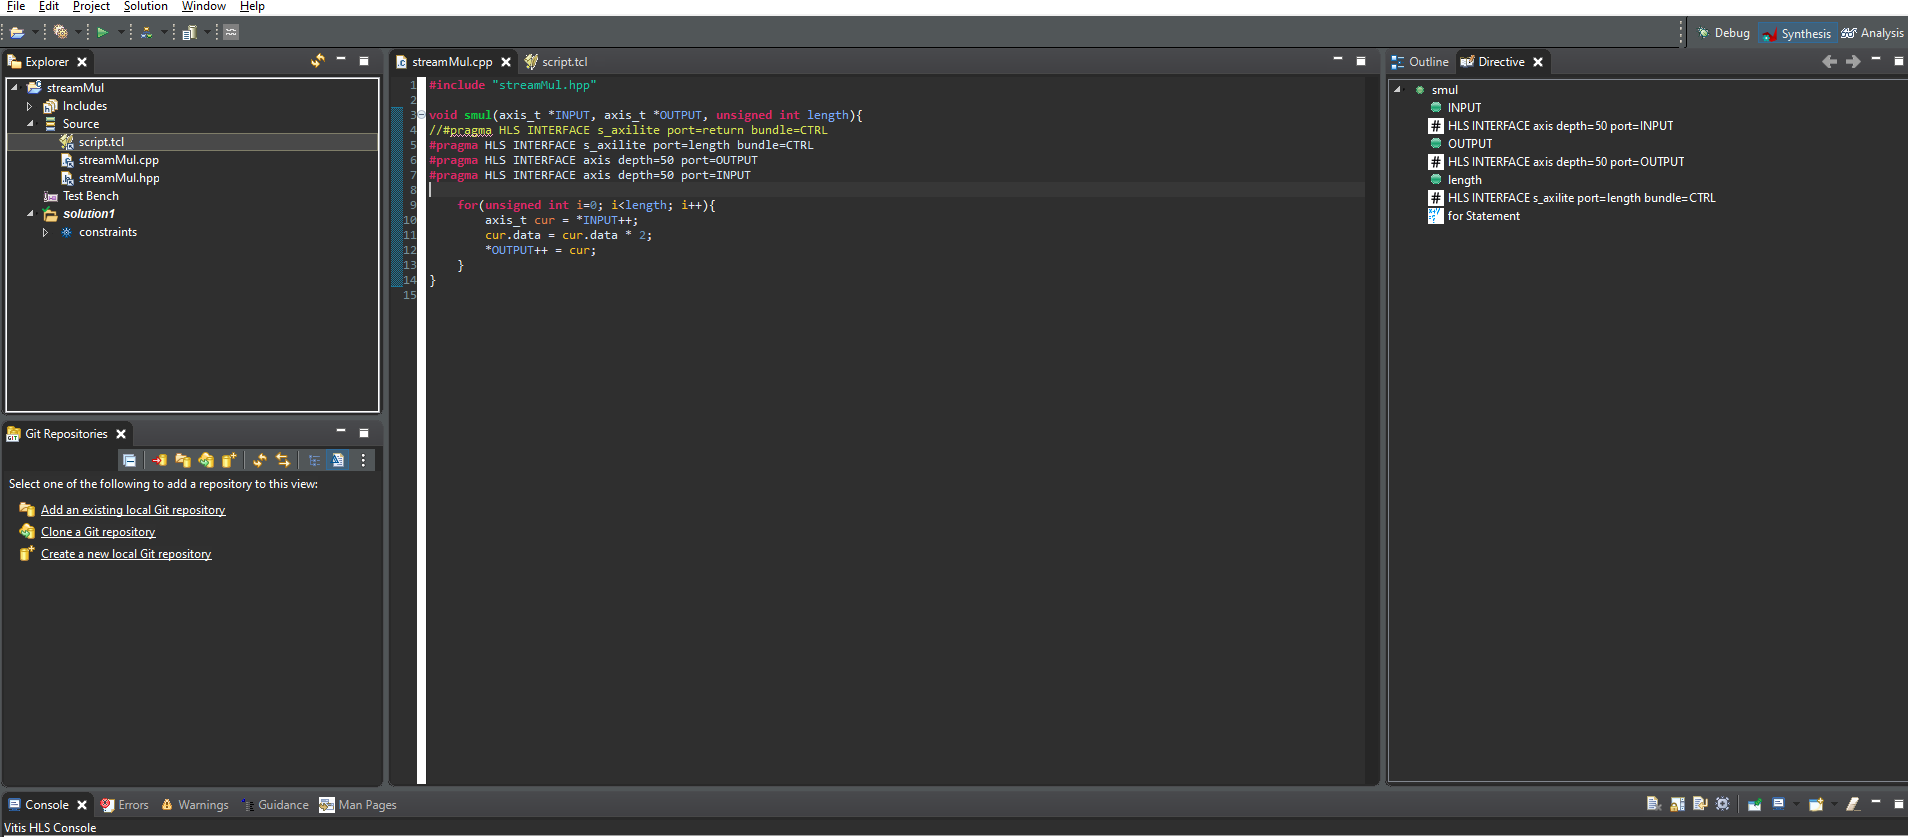 File Edit Project Solution Window Help
Debug Synthesis Analysis
Explorer
streamMul
Includes
Source
script.tcl
streamMul.cpp
streamMul.hpp
Test Bench
solution1
constraints
Git Repositories
Select one of the following to add a repository to this view:
Add an existing local Git repository
Clone a Git repository
Create a new local Git repository
streamMul.cpp script.tcl
1 #include "streamMul.hpp"
2
3 void smul(axis_t *INPUT, axis_t *OUTPUT, unsigned int length){
4 //#pragma HLS INTERFACE s_axilite port=return bundle=CTRL
5 #pragma HLS INTERFACE s_axilite port=length bundle=CTRL
6 #pragma HLS INTERFACE axis depth=50 port=OUTPUT
7 #pragma HLS INTERFACE axis depth=50 port=INPUT
8
9 for(unsigned int i=0; i<length; i++){
10 axis_t cur = *INPUT++;
11 cur.data = cur.data * 2;
12 *OUTPUT++ = cur;
13 }
14 }
15
Outline Directive
smul
INPUT
# HLS INTERFACE axis depth=50 port=INPUT
OUTPUT
# HLS INTERFACE axis depth=50 port=OUTPUT
length
# HLS INTERFACE s_axilite port=length bundle=CTRL
for Statement
Console Errors Warnings Guidance Man Pages
Vitis HLS Console